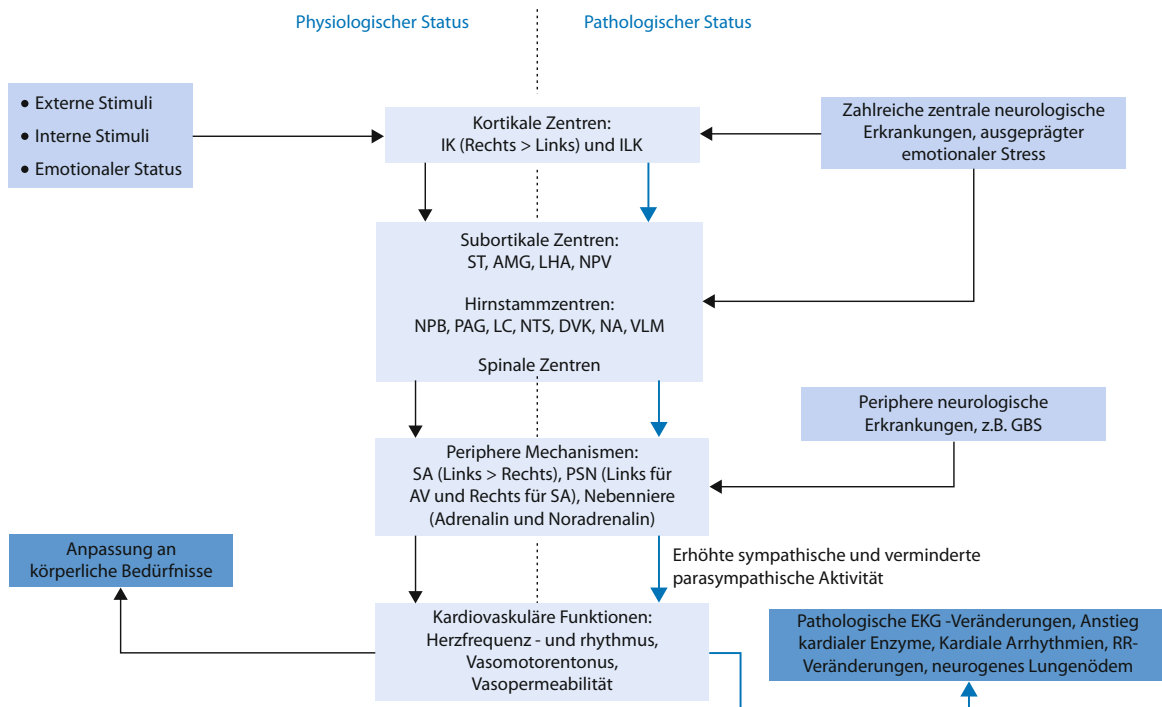 Physiologischer Status
Pathologischer Status
● Externe Stimuli
● Interne Stimuli
● Emotionaler Status
Kortikale Zentren:
IK (Rechts > Links) und ILK
Zahlreiche zentrale neurologische
Erkrankungen, ausgeprägter
emotionaler Stress
Subortikale Zentren:
ST, AMG, LHA, NPV
Hirnstammzentren:
NPB, PAG, LC, NTS, DVK, NA, VLM
Spinale Zentren
Periphere neurologische
Erkrankungen, z.B. GBS
Periphere Mechanismen:
SA (Links > Rechts), PSN (Links für
AV und Rechts für SA), Nebenniere
(Adrenalin und Noradrenalin)
Anpassung an
körperliche Bedürfnisse
Erhöhte sympathische und verminderte
parasympathische Aktivität
Kardiovaskuläre Funktionen:
Herzfrequenz - und rhythmus,
Vasomotorentonus,
Vasopermeabilität
Pathologische EKG -Veränderungen, Anstieg
kardialer Enzyme, Kardiale Arrhythmien, RR-
Veränderungen, neurogenes Lungenödem